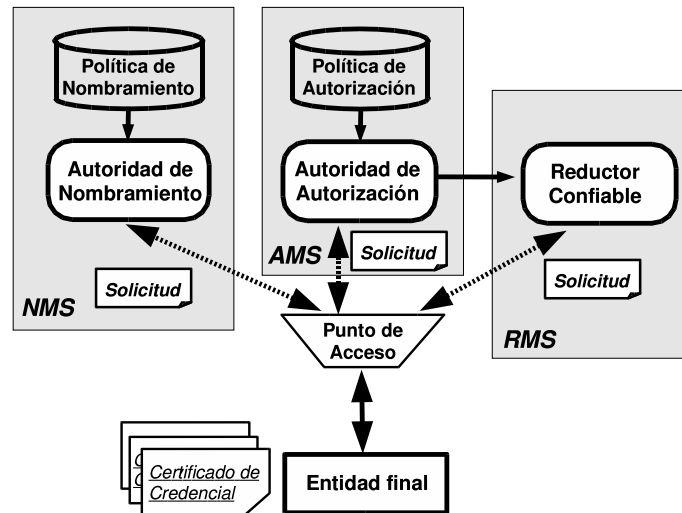 Política de
Nombramiento
Autoridad de
Nombramiento
Solicitud
NMS
Política de
Autorización
Autoridad de
Autorización
AMS
Solicitud
Reductor
Confiable
Solicitud
RMS
Punto de
Acceso
Certificado de
Credencial
Entidad final